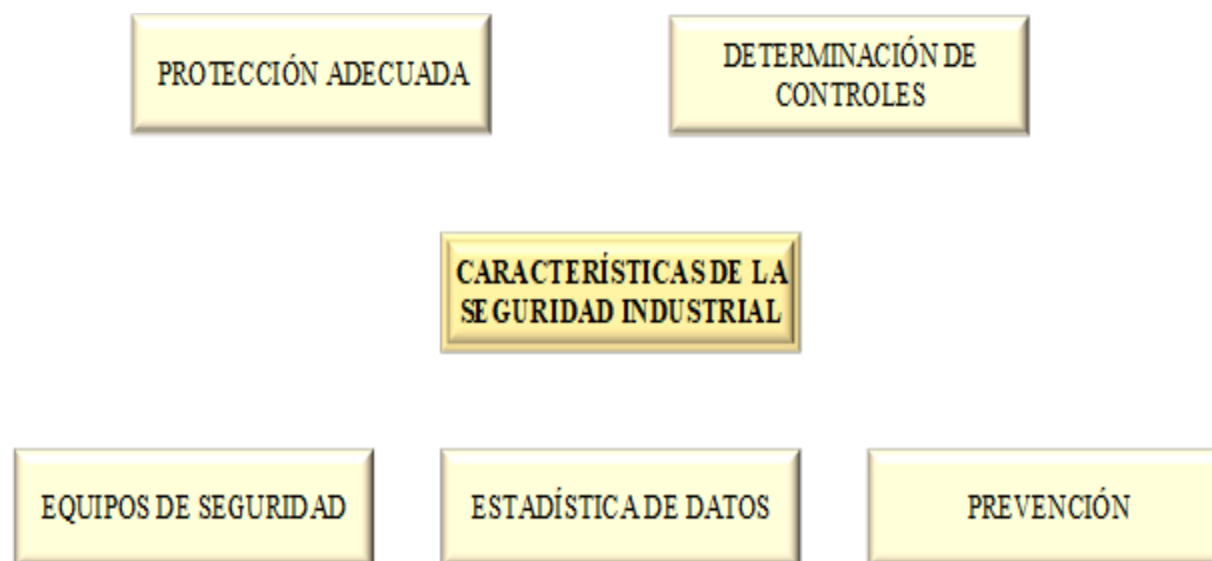 PROTECCIÓN ADECUADA
DETERMINACIÓN DE
CONTROLES
CARACTERÍSTICAS DE LA
SEGURIDAD INDUSTRIAL
EQUIPOS DE SEGURIDAD
ESTADÍSTICA DE DATOS
PREVENCIÓN